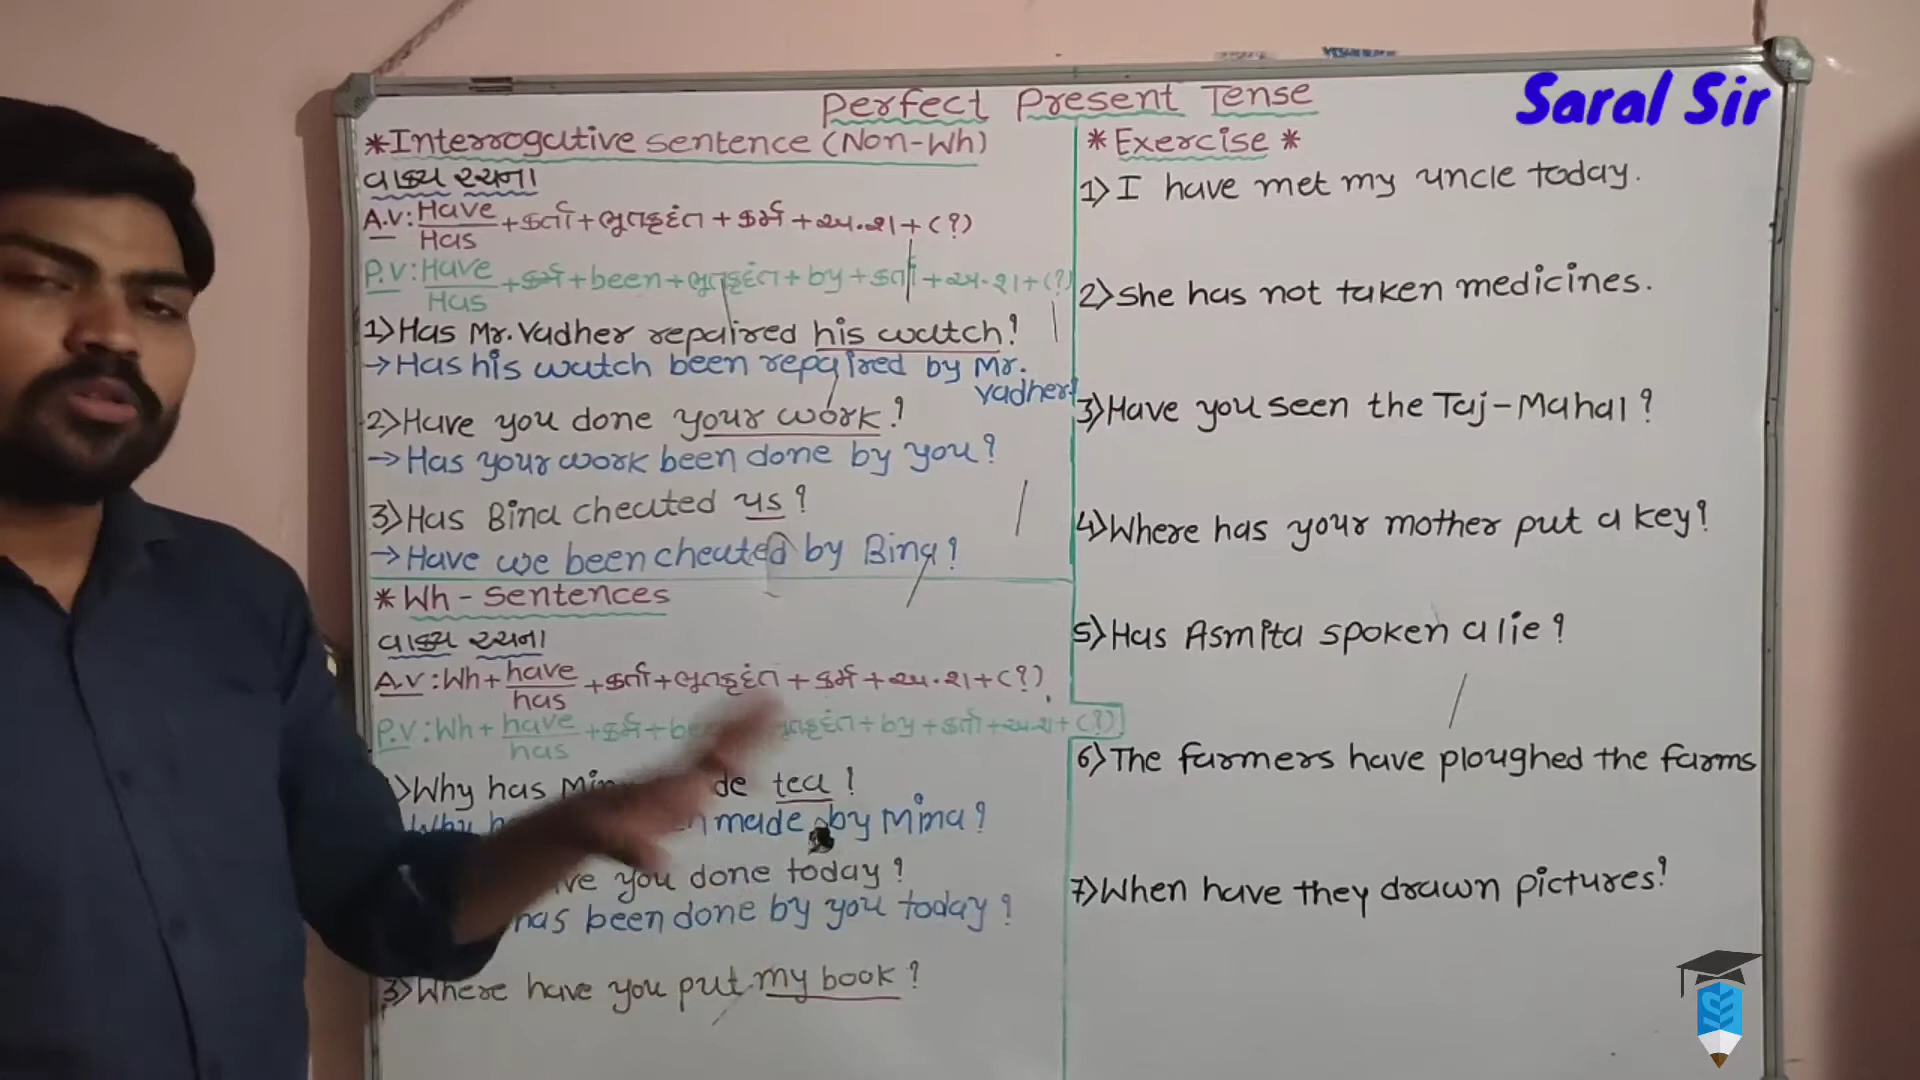 Perfect Present Tense
Saral Sir
*Interrogative sentence (Non-Wh)
વાક્ય રચના
A.V: Have/Has + કર્તા + ભૂતકૃદંત + કર્મ + અ.શ + (?)
P.V: Have/Has + કર્મ + been + ભૂતકૃદંત + by + કર્તા + અ.શ + (?)
1) Has Mr. Vadher repaired his watch?
→ Has his watch been repaired by Mr.
Vadher?
2) Have you done your work?
→ Has your work been done by you?
3) Has Bina cheated us?
→ Have we been cheated by Bina?
* Wh - Sentences
વાક્ય રચના
A.V: Wh + have/has + કર્તા + ભૂતકૃદંત + કર્મ + અ.શ + (?)
P.V: Wh + have/has + કર્મ + ભૂતકૃદંત + by + કર્તા + અ.શ + (?)
Why has tea?
made by Mina?
you done today?
has been done by you today?
3) Where have you put my book?
* Exercise *
1) I have met my uncle today.
2) She has not taken medicines.
3) Have you seen the Taj-Mahal?
4) Where has your mother put a key?
5) Has Asmita spoken a lie?
6) The farmers have ploughed the farms
7) When have they drawn pictures?